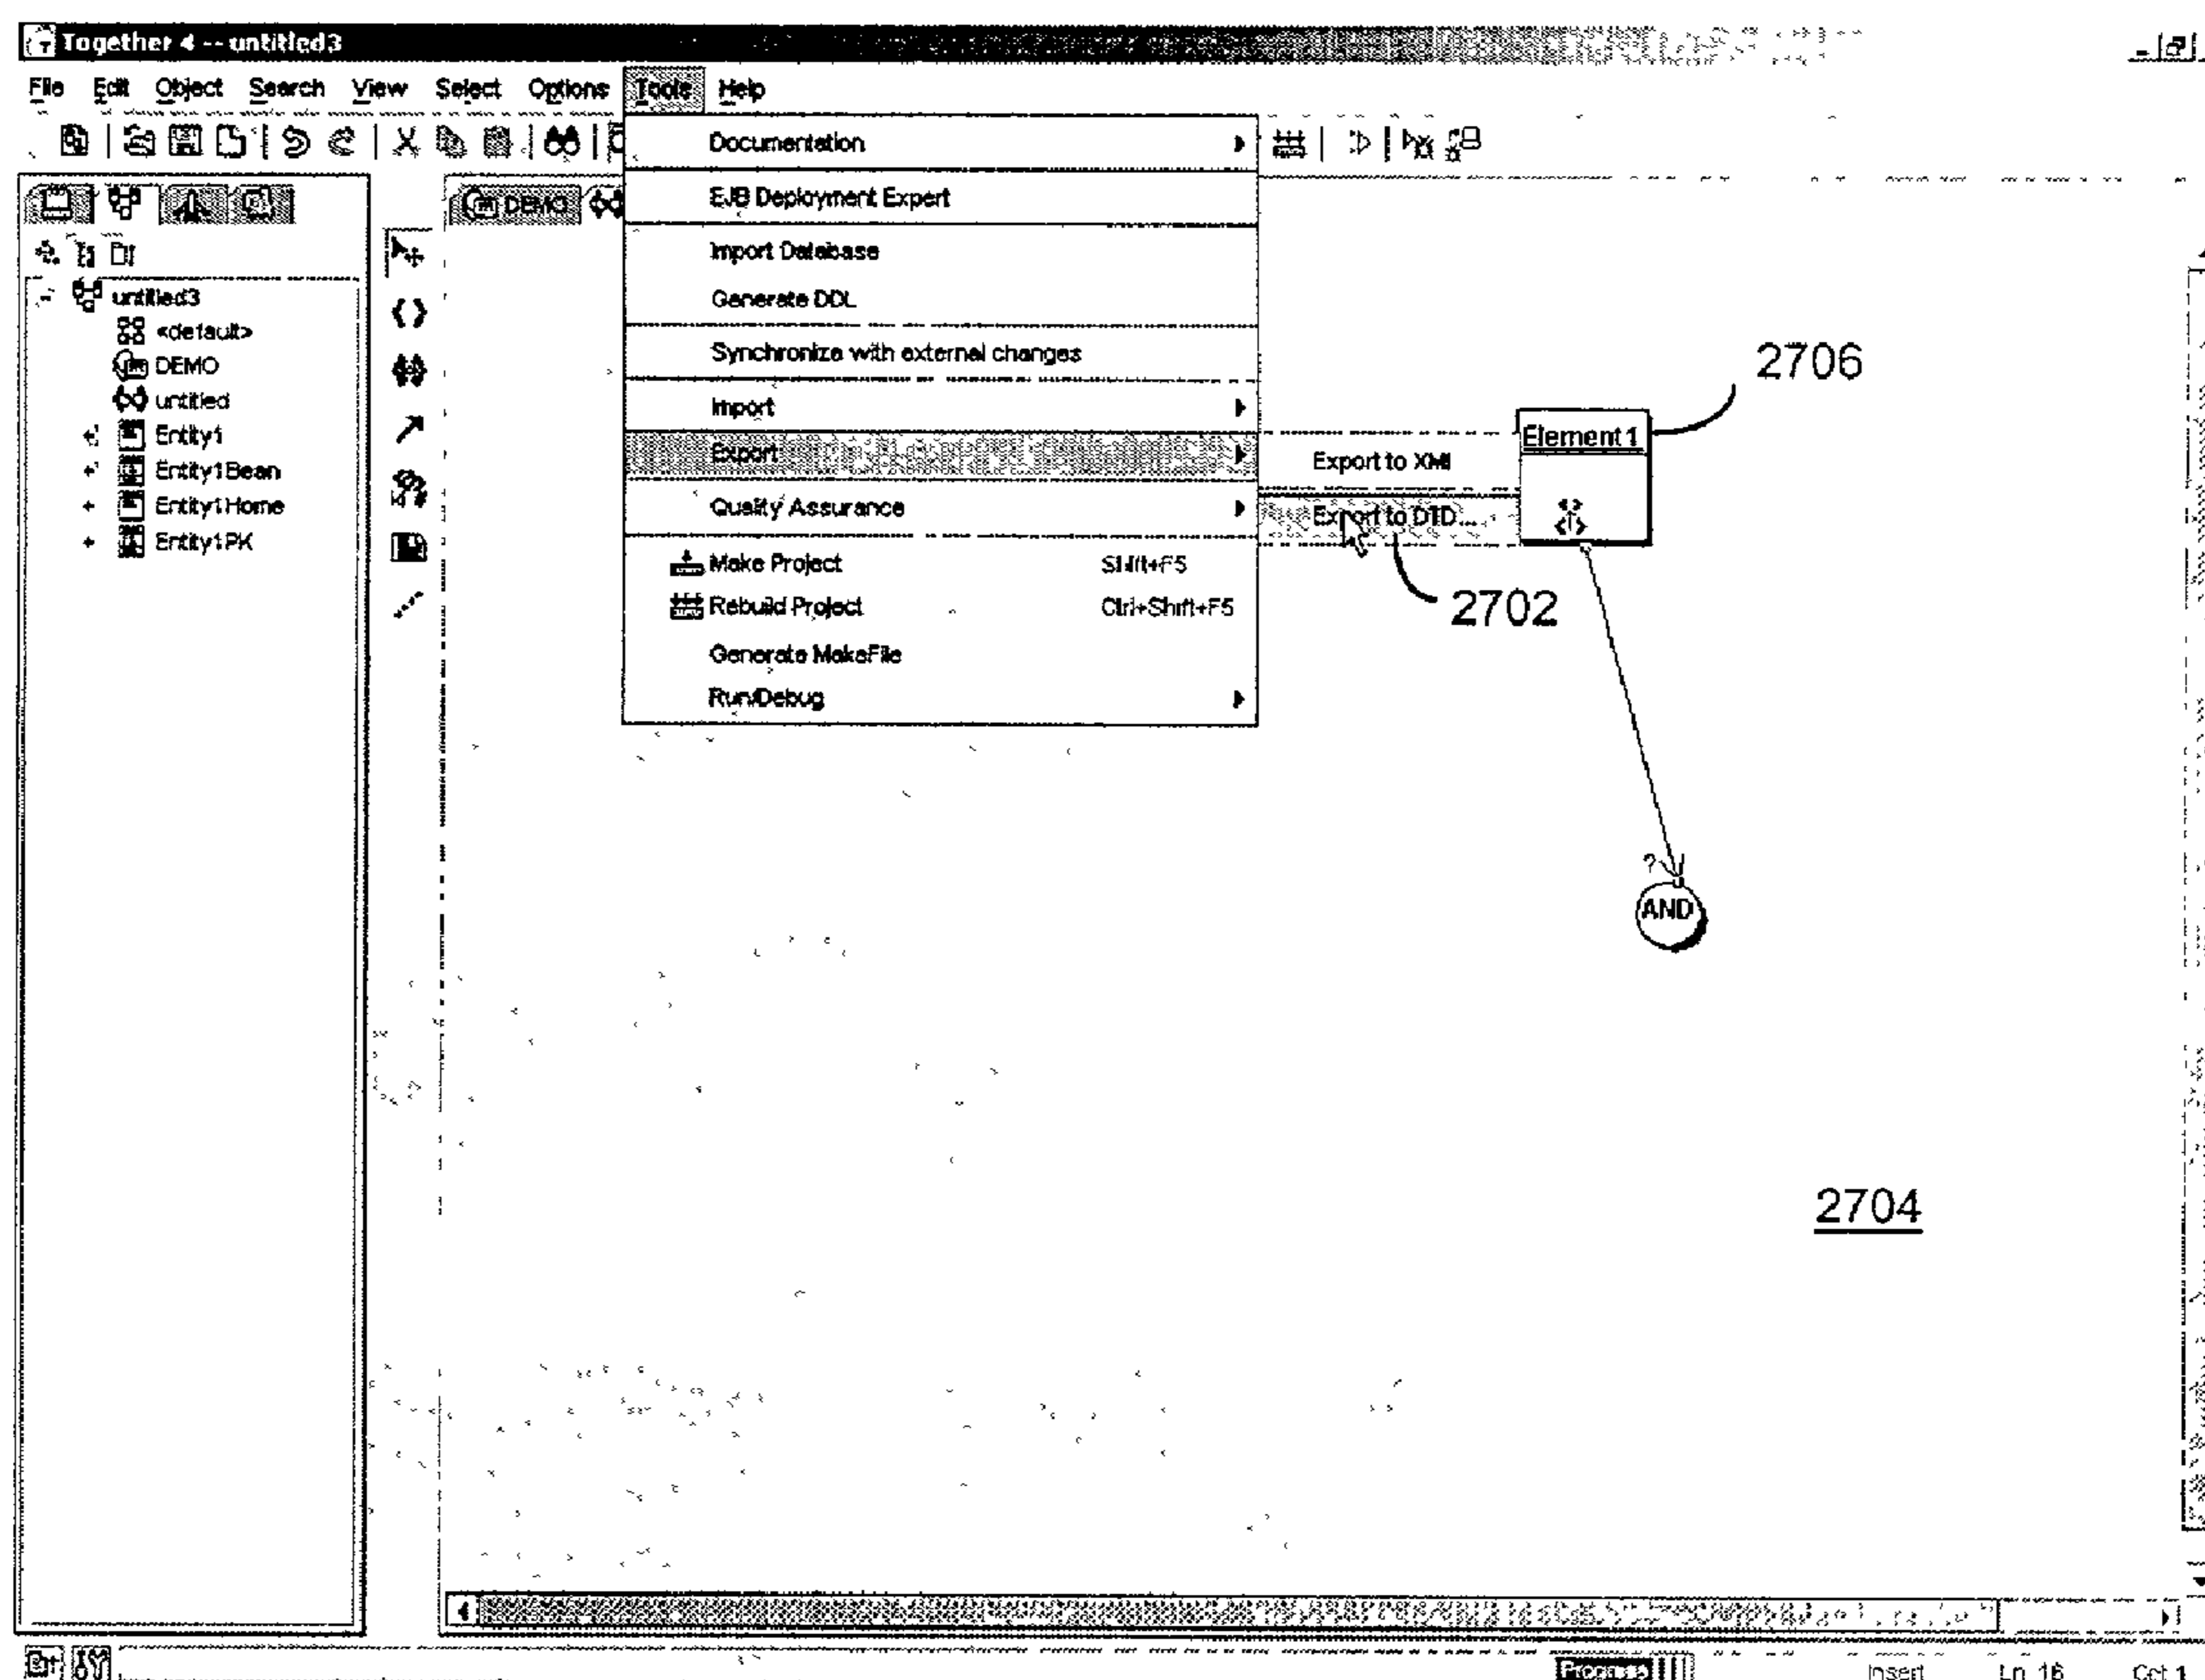 Together 4 -- untitled3
File Edit Object Search View Select Options Tools Help
DEMO
Documentation
EJB Deployment Expert
Import Database
Generate DDL
Synchronize with external changes
Import
Export
Quality Assurance
Make Project Shift+F5
Rebuild Project Ctrl+Shift+F5
Generate MakeFile
Run/Debug
Export to XMI
Export to DTD...
untitled3
<default>
DEMO
untitled
Entity1
Entity1Bean
Entity1Home
Entity1PK
2706
Element1
2702
?
AND
2704
Progress
Insert
Ln 16